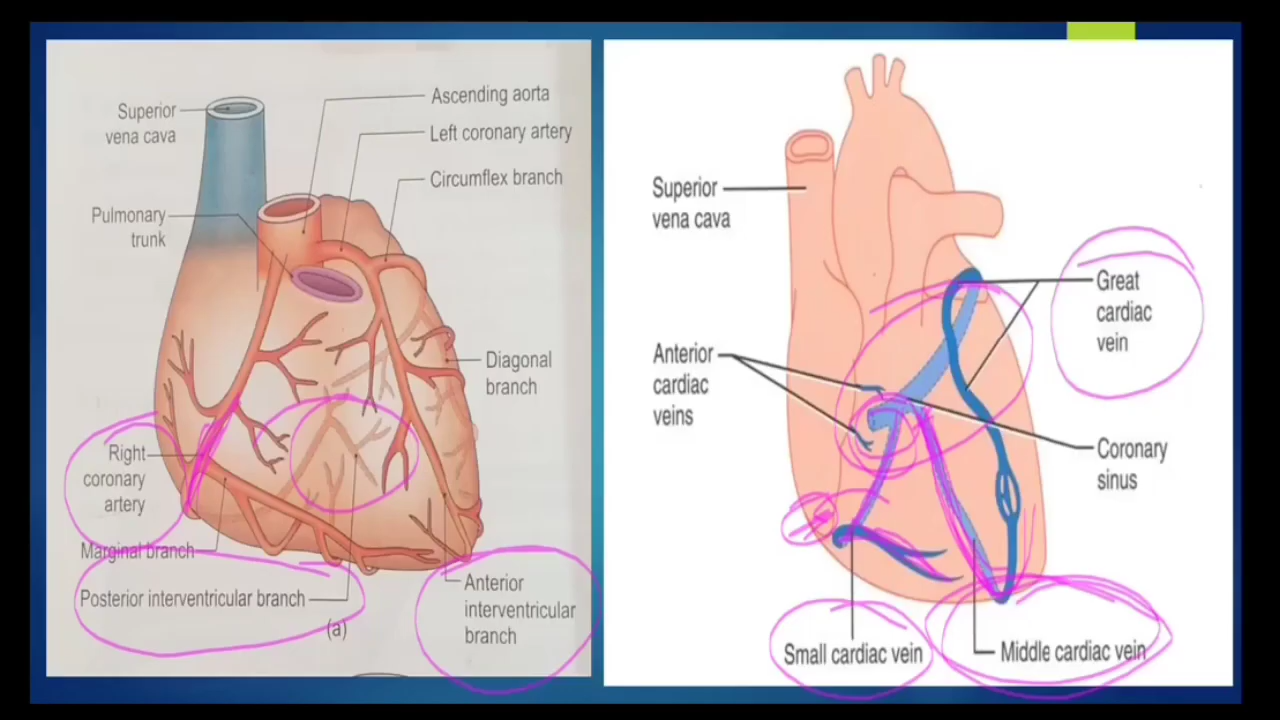 Superior
vena cava
Ascending aorta
Left coronary artery
Circumflex branch
Pulmonary
trunk
Diagonal
branch
Right
coronary
artery
Marginal branch
Posterior interventricular branch
Anterior
interventricular
branch
(a)
Superior
vena cava
Great
cardiac
vein
Anterior
cardiac
veins
Coronary
sinus
Small cardiac vein
Middle cardiac vein